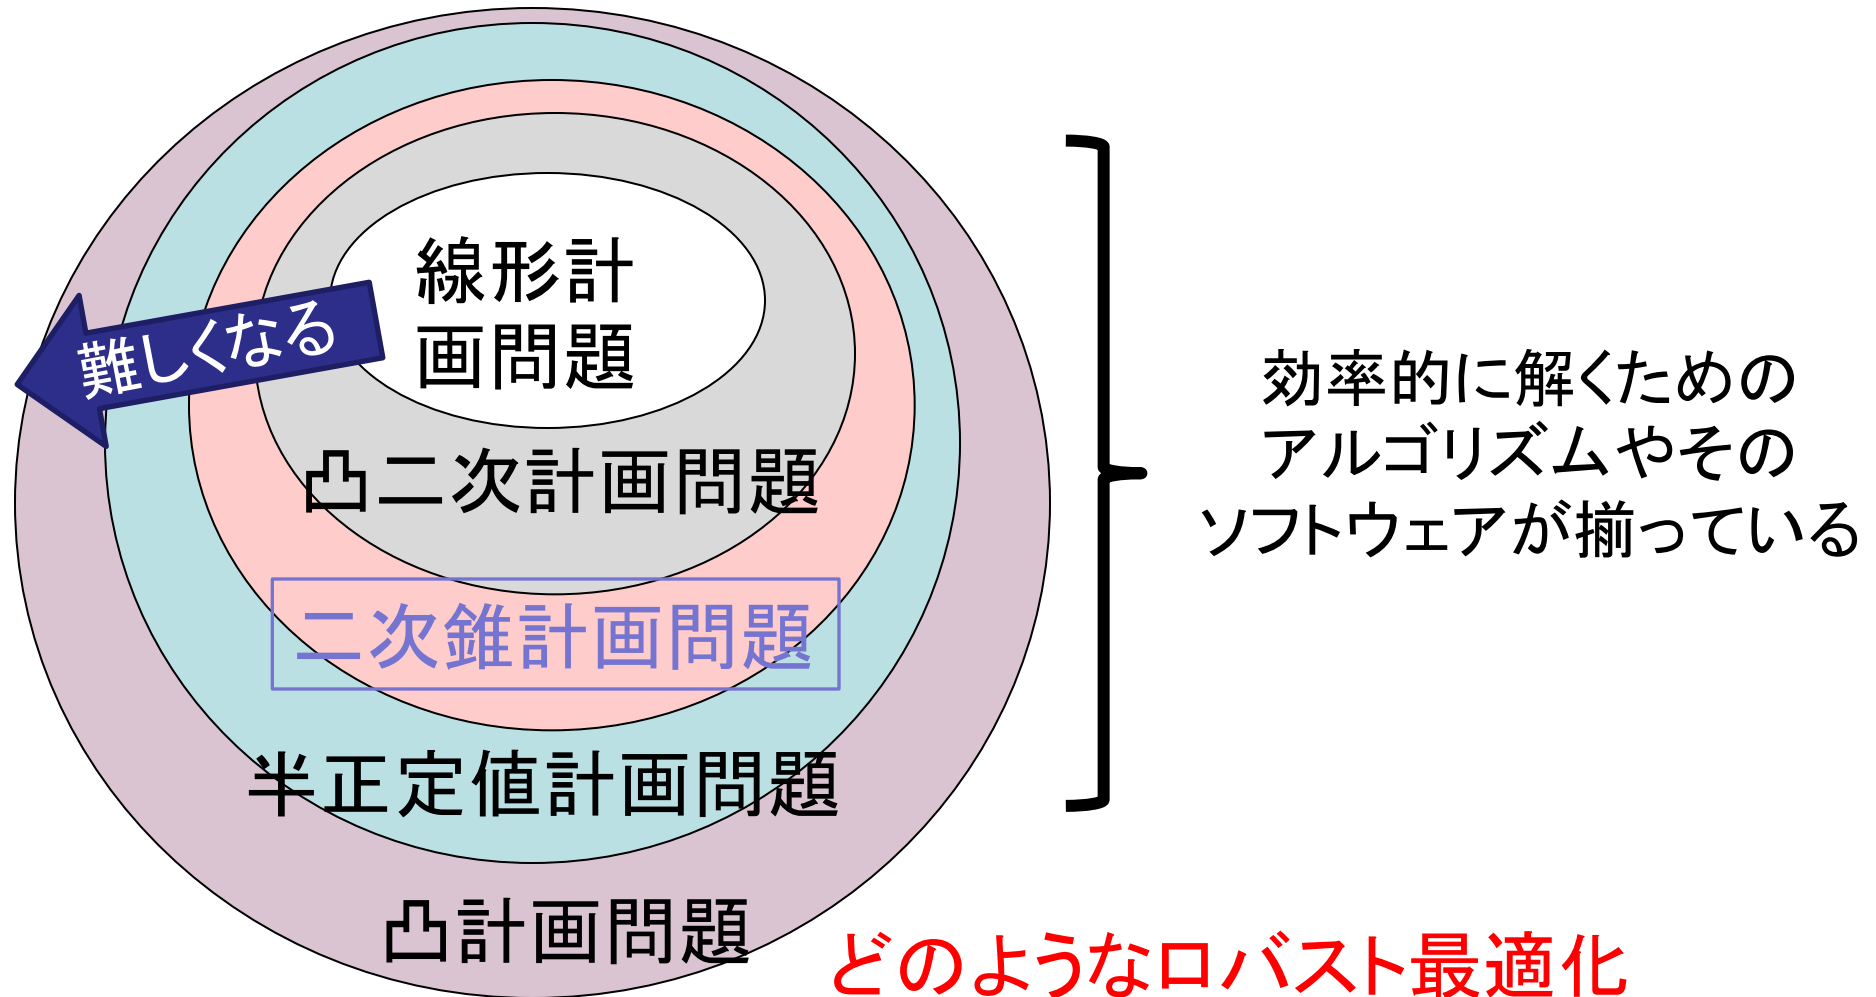 線形計
画問題
難しくなる
凸二次計画問題
二次錐計画問題
半正定値計画問題
凸計画問題
効率的に解くための
アルゴリズムやその
ソフトウェアが揃っている
どのようなロバスト最適化